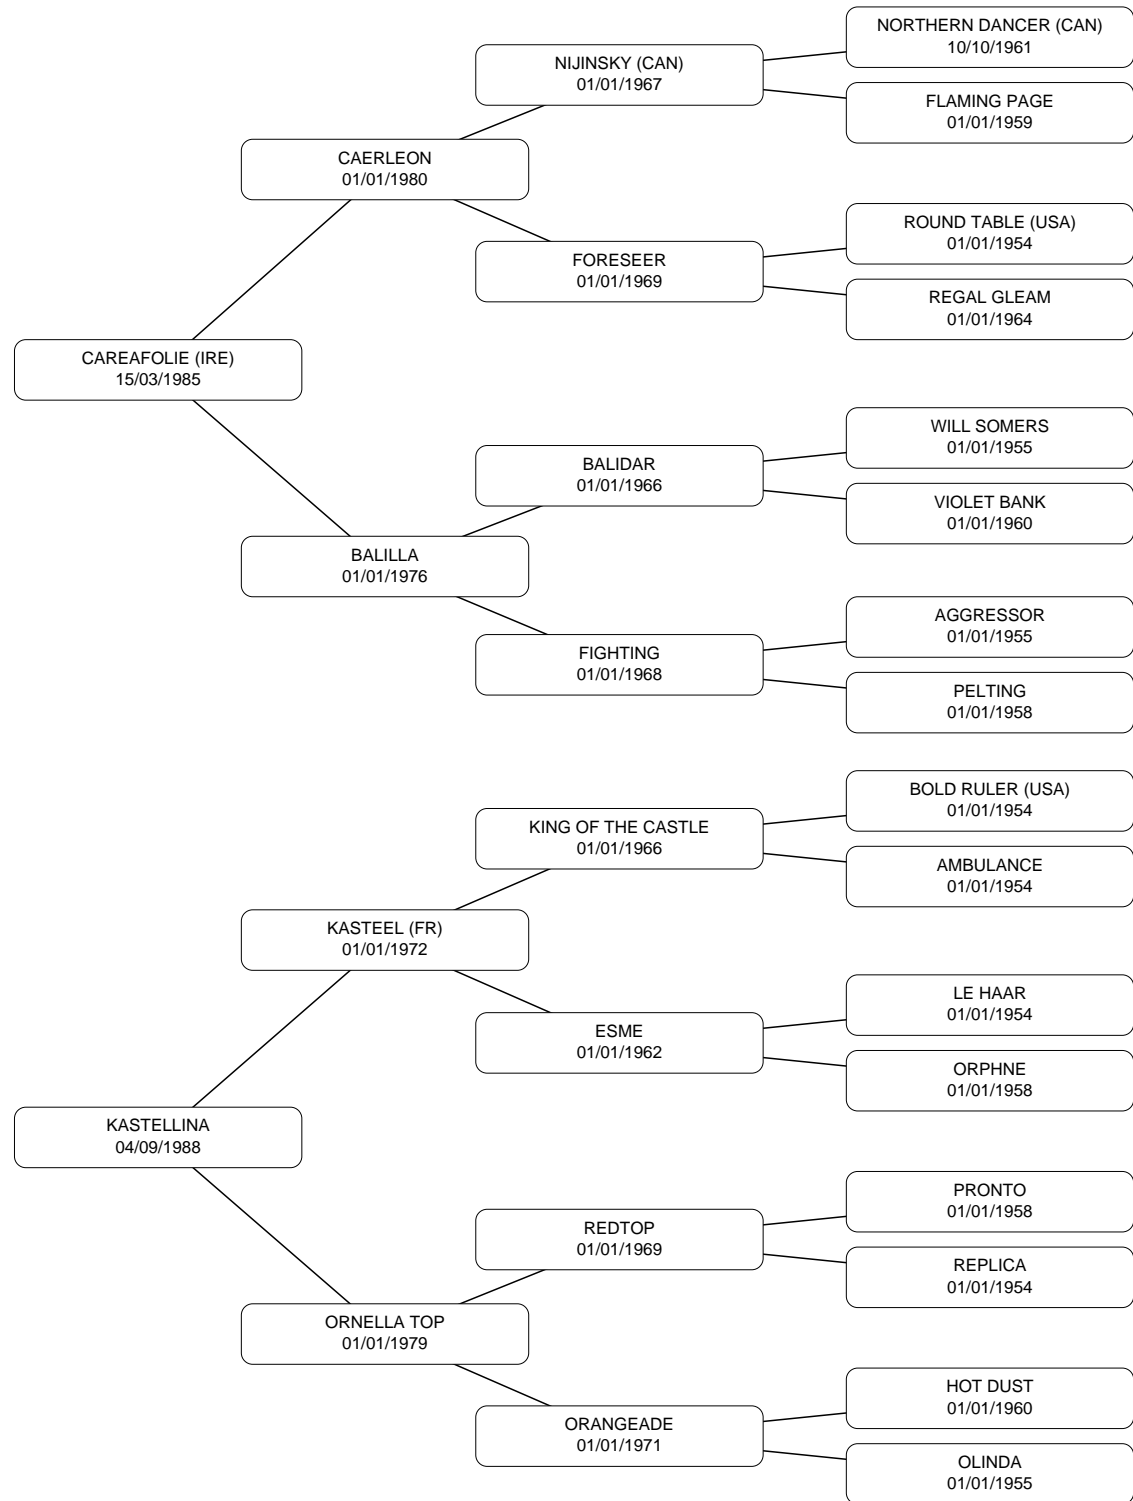 NORTHERN DANCER (CAN)
10/10/1961
NIJINSKY (CAN)
01/01/1967
FLAMING PAGE
01/01/1959
CAERLEON
01/01/1980
ROUND TABLE (USA)
01/01/1954
FORESEER
01/01/1969
REGAL GLEAM
01/01/1964
CAREAFOLIE (IRE)
15/03/1985
WILL SOMERS
01/01/1955
BALIDAR
01/01/1966
VIOLET BANK
01/01/1960
BALILLA
01/01/1976
AGGRESSOR
01/01/1955
FIGHTING
01/01/1968
PELTING
01/01/1958
BOLD RULER (USA)
01/01/1954
KING OF THE CASTLE
01/01/1966
AMBULANCE
01/01/1954
KASTEEL (FR)
01/01/1972
LE HAAR
01/01/1954
ESME
01/01/1962
ORPHNE
01/01/1958
KASTELLINA
04/09/1988
PRONTO
01/01/1958
REDTOP
01/01/1969
REPLICA
01/01/1954
ORNELLA TOP
01/01/1979
HOT DUST
01/01/1960
ORANGEADE
01/01/1971
OLINDA
01/01/1955